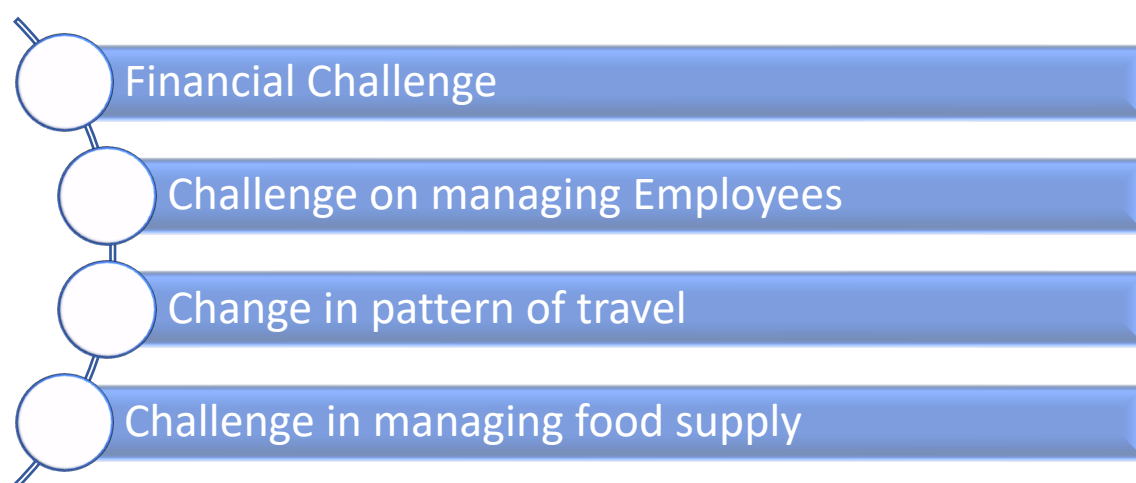 Financial Challenge
Challenge on managing Employees
Change in pattern of travel
Challenge in managing food supply